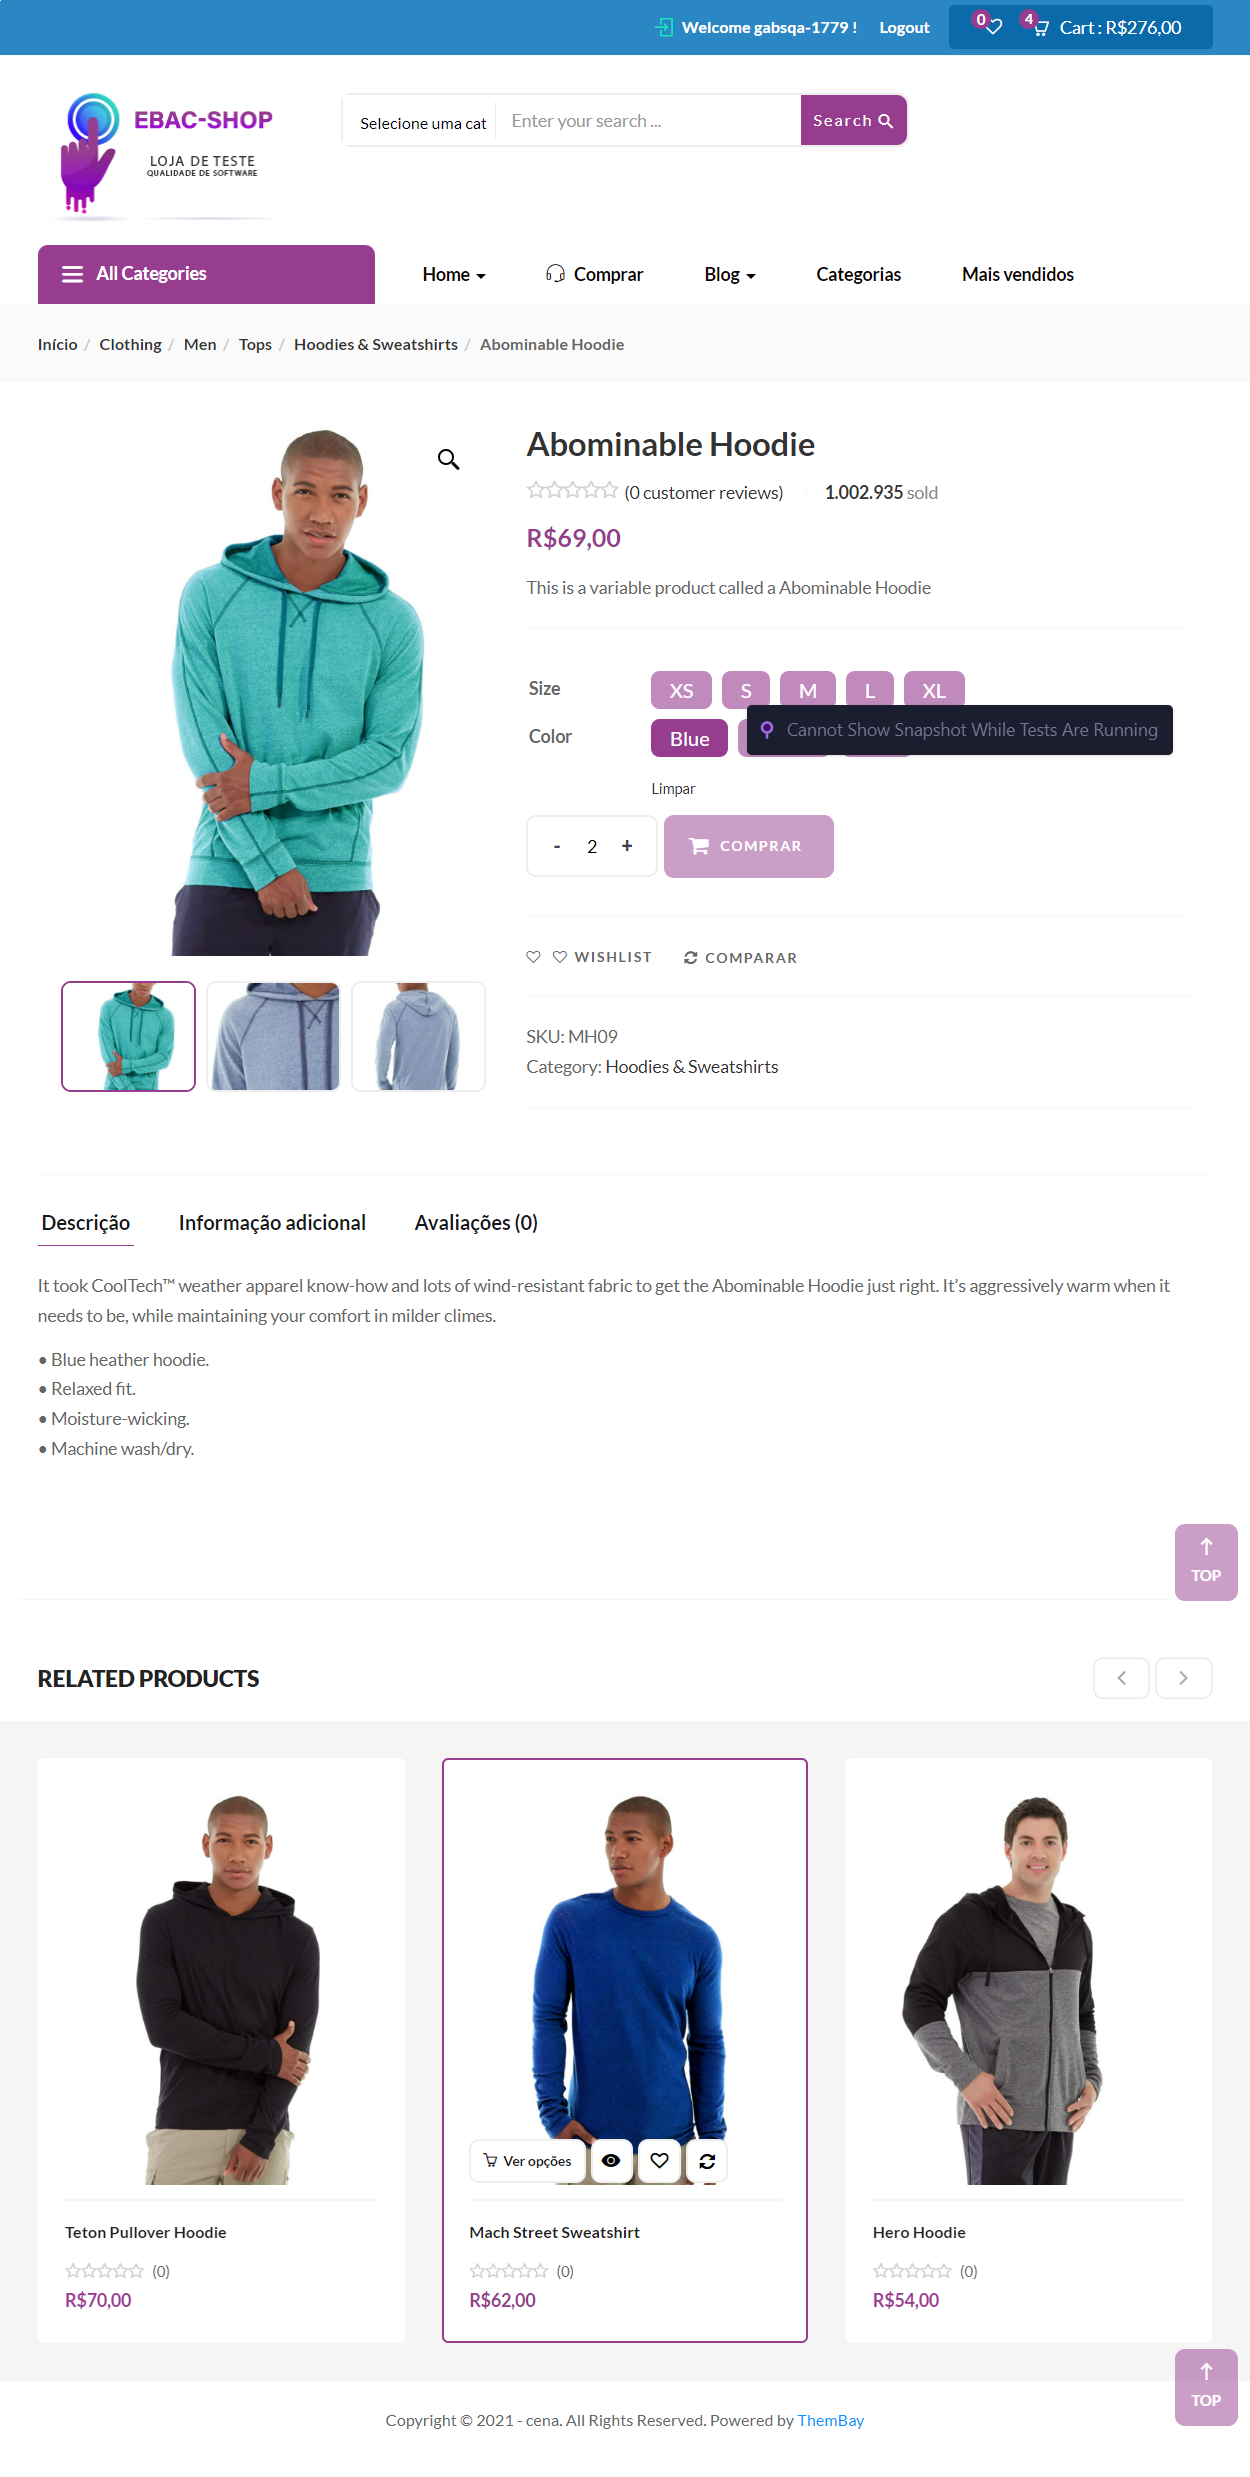 Welcome gabsqa-1779 ! Logout 0 4 Cart : R$276,00
EBAC-SHOP
LOJA DE TESTE
QUALIDADE DE SOFTWARE
Selecione uma cat Enter your search ... Search
All Categories Home Comprar Blog Categorias Mais vendidos
Início / Clothing / Men / Tops / Hoodies & Sweatshirts / Abominable Hoodie
Abominable Hoodie
(0 customer reviews) 1.002.935 sold
R$69,00
This is a variable product called a Abominable Hoodie
Size XS S M L XL
Cannot Show Snapshot While Tests Are Running
Color Blue
Limpar
- 2 + COMPRAR
WISHLIST COMPARAR
SKU: MH09
Category: Hoodies & Sweatshirts
Descrição Informação adicional Avaliações (0)
It took CoolTech™ weather apparel know-how and lots of wind-resistant fabric to get the Abominable Hoodie just right. It’s aggressively warm when it
needs to be, while maintaining your comfort in milder climes.
• Blue heather hoodie.
• Relaxed fit.
• Moisture-wicking.
• Machine wash/dry.
TOP
RELATED PRODUCTS
Ver opções
Teton Pullover Hoodie
(0)
R$70,00
Mach Street Sweatshirt
(0)
R$62,00
Hero Hoodie
(0)
R$54,00
TOP
Copyright © 2021 - cena. All Rights Reserved. Powered by ThemBay